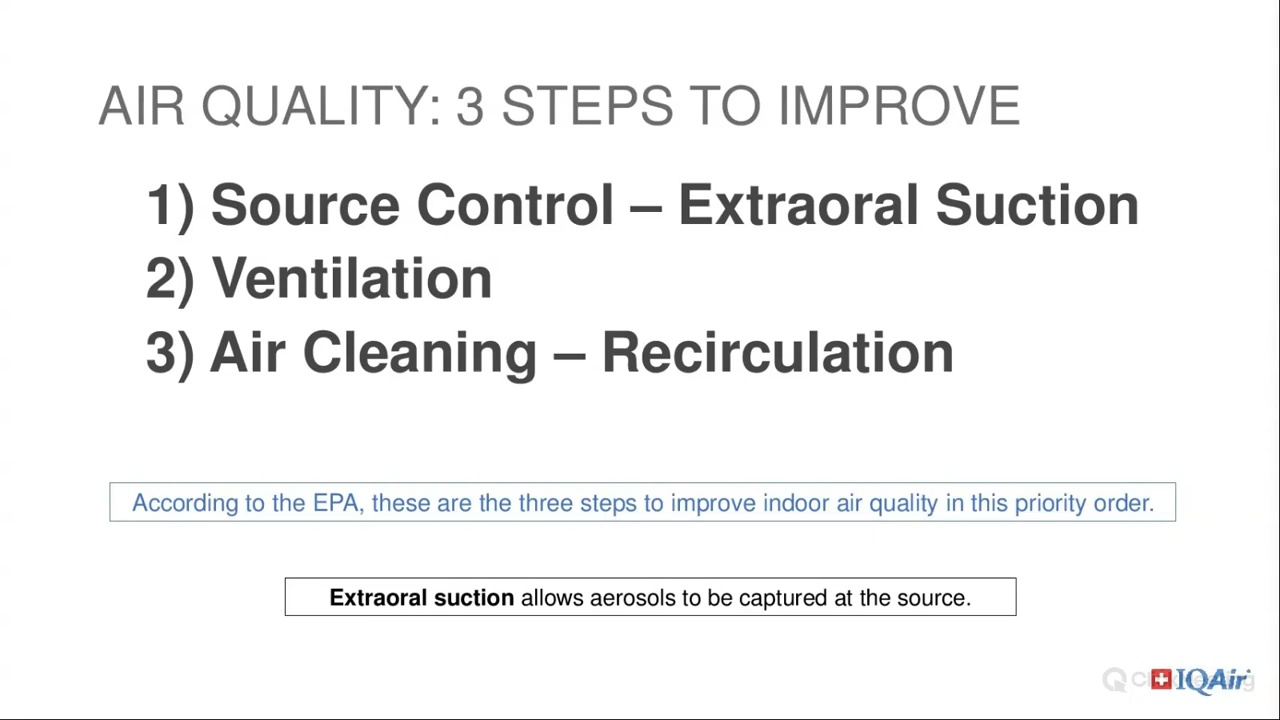 AIR QUALITY: 3 STEPS TO IMPROVE
1) Source Control – Extraoral Suction
2) Ventilation
3) Air Cleaning – Recirculation
According to the EPA, these are the three steps to improve indoor air quality in this priority order.
Extraoral suction allows aerosols to be captured at the source.
IQAir